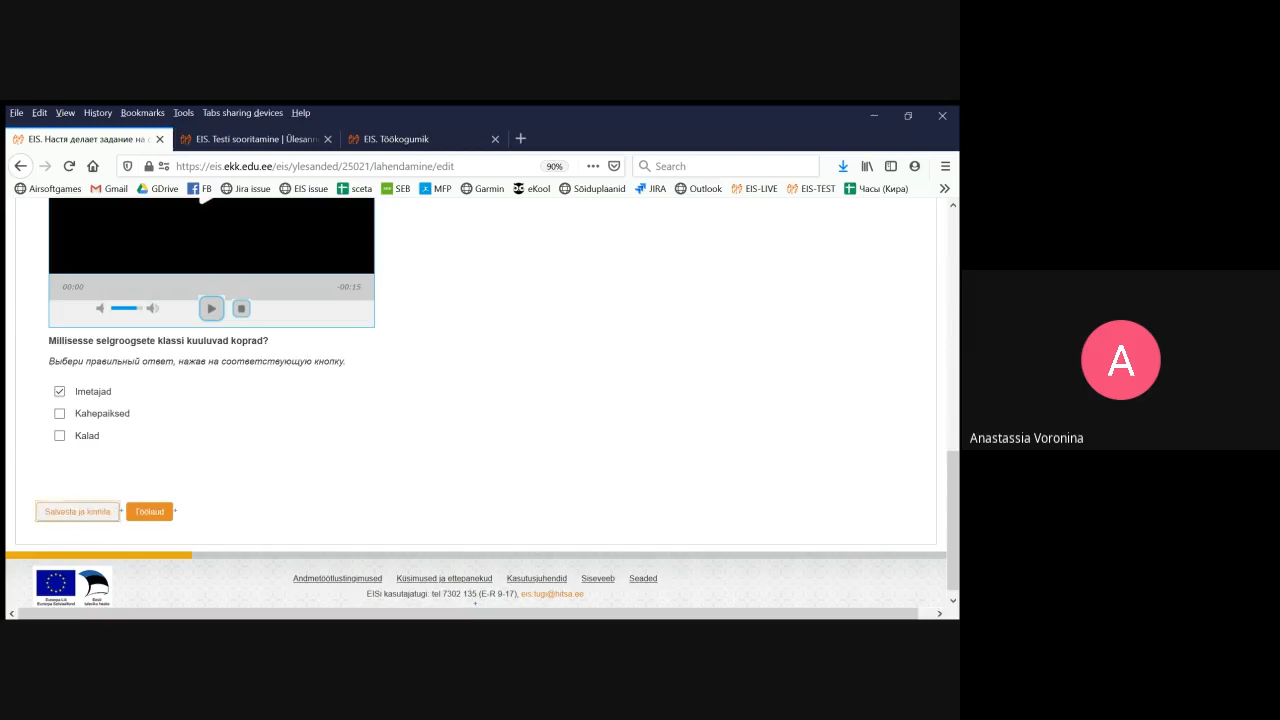 File Edit View History Bookmarks Tools Tabs sharing devices Help
EIS. Настя делает задание на с EIS. Testi sooritamine | Ülesann EIS. Töökogumik
https://eis.ekk.edu.ee/eis/ylesanded/25021/lahendamine/edit 90% Search
Airsoftgames Gmail GDrive FB Jira issue EIS issue sceta SEB MFP Garmin eKool Sõiduplaanid JIRA Outlook EIS-LIVE EIS-TEST Часы (Кира)
00:00 -00:15
Millisesse selgroogsete klassi kuuluvad koprad?
Выбери правильный ответ, нажав на соответствующую кнопку.
Imetajad
Kahepaiksed
Kalad
Salvesta ja kinnita Töölaud
Andmetöötlustingimused Küsimused ja ettepanekud Kasutusjuhendid Siseveeb Seaded
EISi kasutajatugi: tel 7302 135 (E-R 9-17), eis.tugi@hitsa.ee
A
Anastassia Voronina